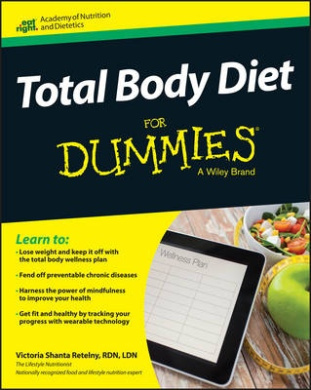 eat right.
Academy of Nutrition
and Dietetics
Total Body Diet
FOR
DUMMIES®
A Wiley Brand
Learn to:
- Lose weight and keep it off with
the total body wellness plan
- Fend off preventable chronic diseases
- Harness the power of mindfulness
to improve your health
- Get fit and healthy by tracking your
progress with wearable technology
Wellness Plan
Victoria Shanta Retelny, RDN, LDN
The Lifestyle Nutritionist
Nationally recognized food and lifestyle nutrition expert